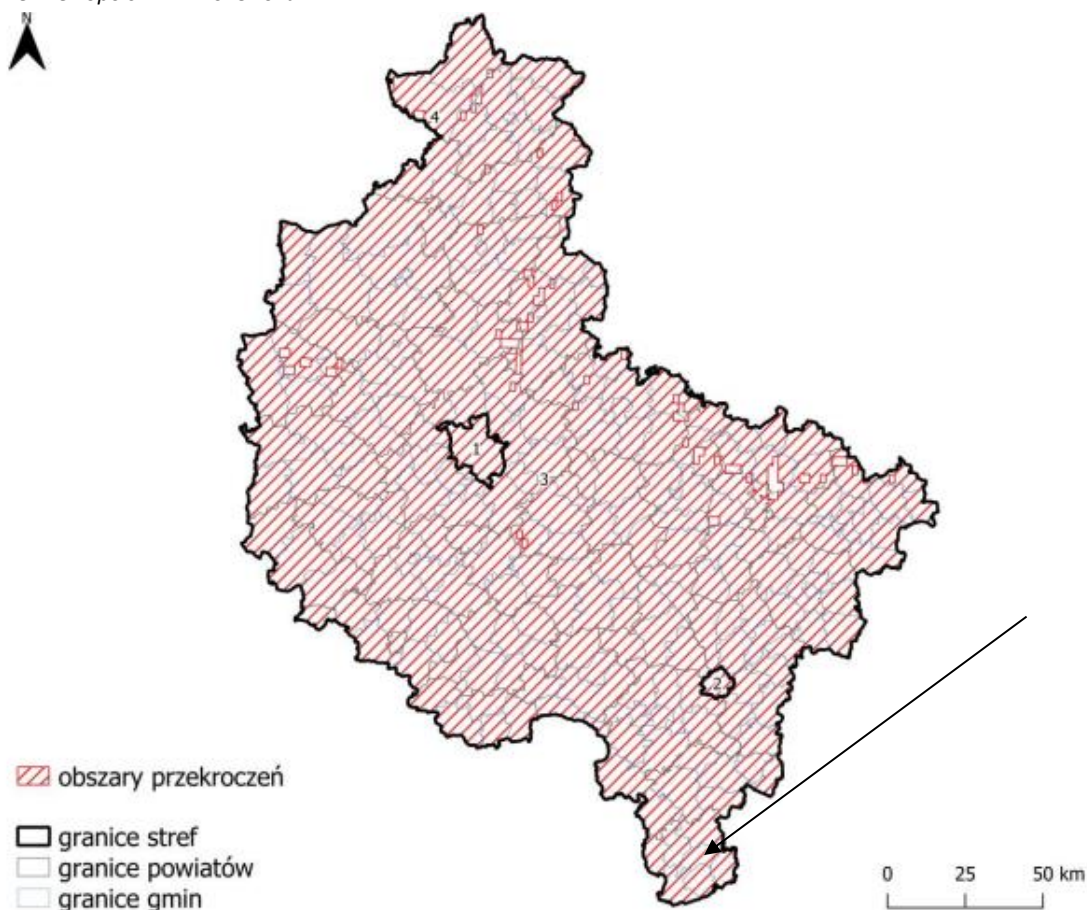 N
4
1
3
2
obszary przekroczeń
granice stref
granice powiatów
granice gmin
0 25 50 km